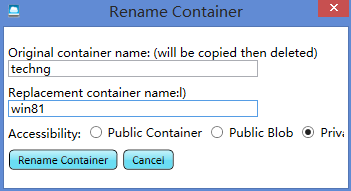 Rename Container
Original container name: (will be copied then deleted)
techng
Replacement container name:l)
win81
Accessibility: Public Container Public Blob Priva
Rename Container Cancel